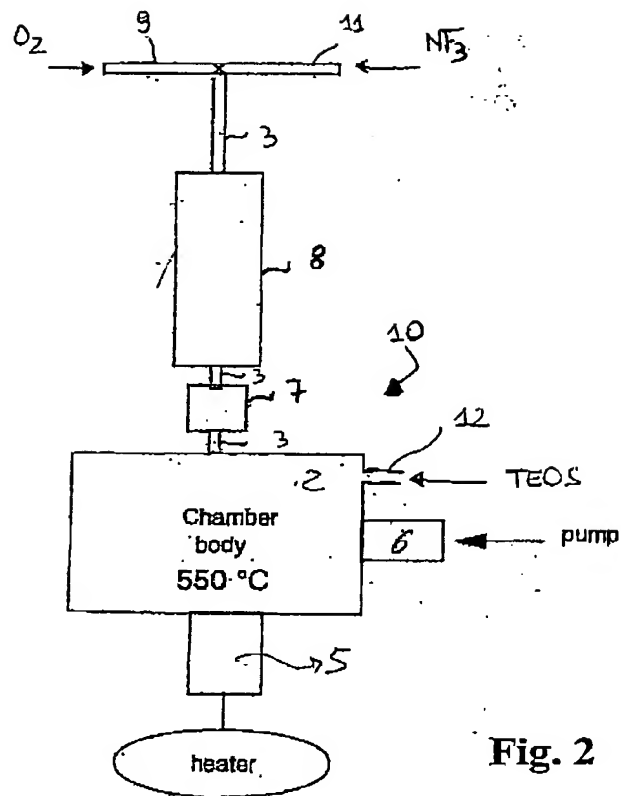 9
11
O2
NF3
3
8
10
3
7
12
3
2
TEOS
Chamber
body
550 °C
6
pump
5
heater
Fig. 2